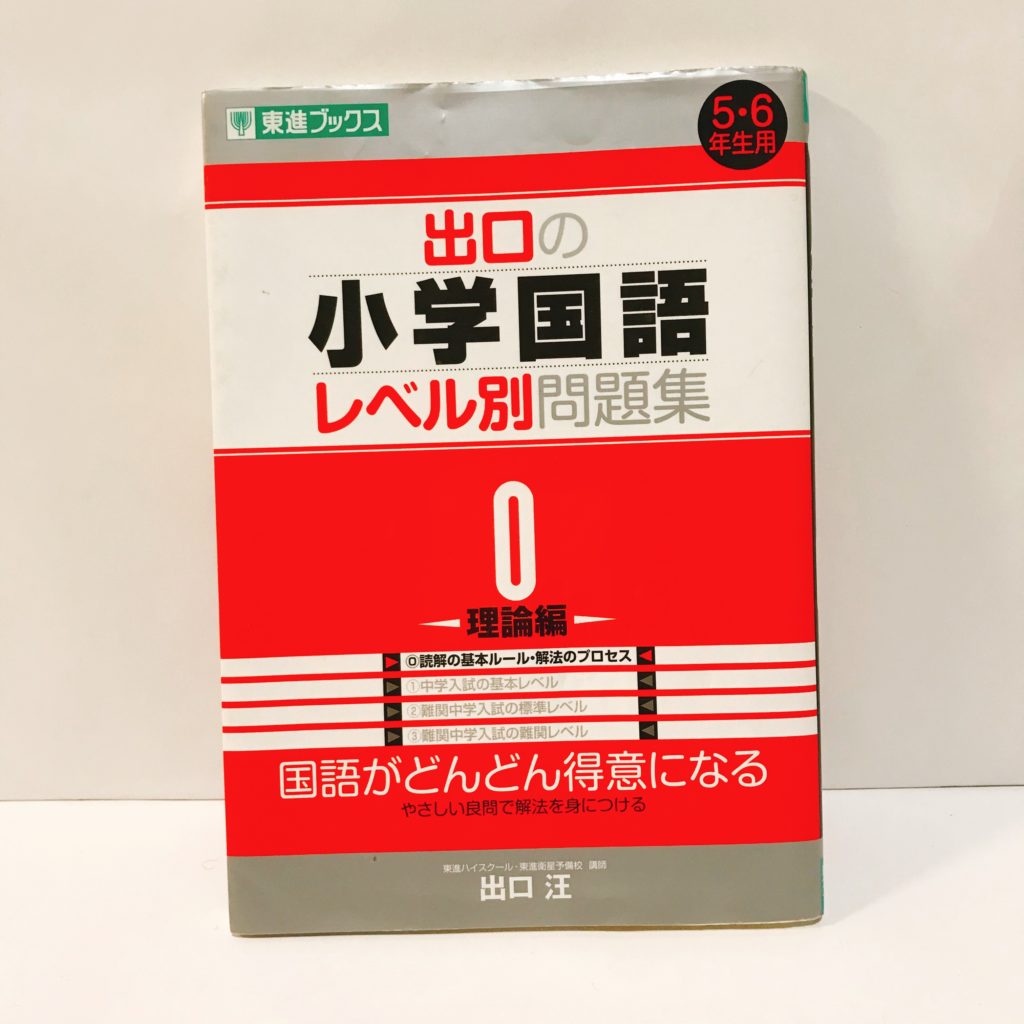 東進ブックス
5・6
年生用
出口の
小学国語
レベル別問題集
0
理論編
⓪読解の基本ルール・解法のプロセス
①中学入試の基本レベル
②難関中学入試の標準レベル
③難関中学入試の難関レベル
国語がどんどん得意になる
やさしい良問で解法を身につける
東進ハイスクール・東進衛星予備校 講師
出口 汪